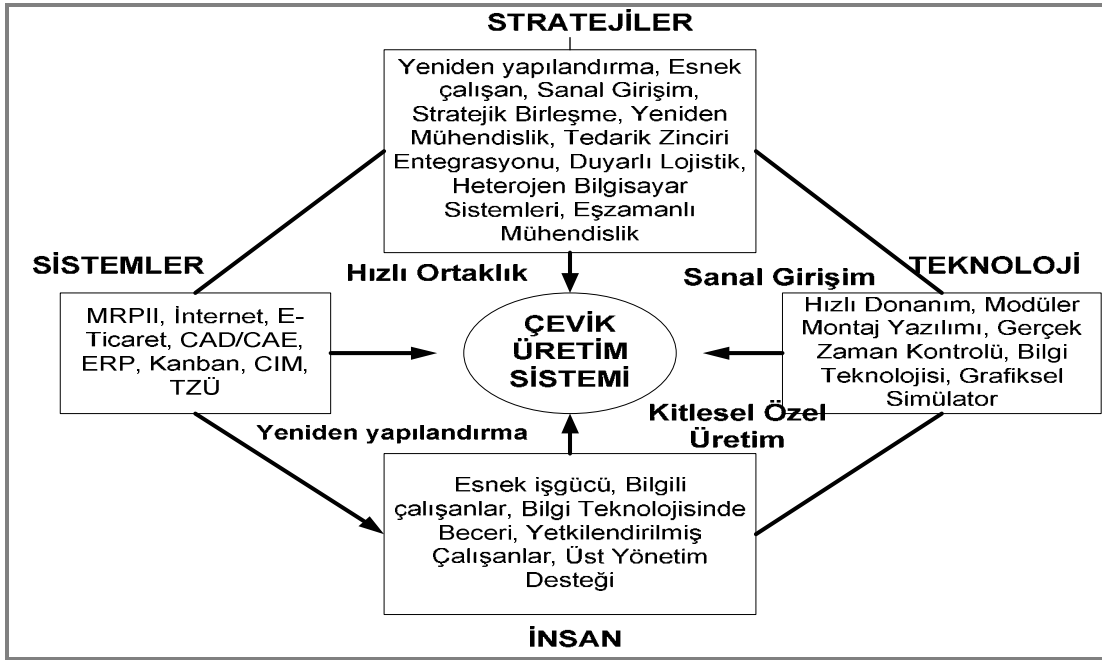 STRATEJİLER
Yeniden yapılandırma, Esnek
çalışan, Sanal Girişim,
Stratejik Birleşme, Yeniden
Mühendislik, Tedarik Zinciri
Entegrasyonu, Duyarlı Lojistik,
Heterojen Bilgisayar
Sistemleri, Eşzamanlı
Mühendislik
SİSTEMLER
MRPII, İnternet, E-
Ticaret, CAD/CAE,
ERP, Kanban, CIM,
TZÜ
Hızlı Ortaklık
Sanal Girişim
TEKNOLOJİ
Hızlı Donanım, Modüler
Montaj Yazılımı, Gerçek
Zaman Kontrolü, Bilgi
Teknolojisi, Grafiksel
Simülator
ÇEVİK
ÜRETİM
SİSTEMİ
Yeniden yapılandırma
Kitlesel Özel
Üretim
Esnek işgücü, Bilgili
çalışanlar, Bilgi Teknolojisinde
Beceri, Yetkilendirilmiş
Çalışanlar, Üst Yönetim
Desteği
İNSAN